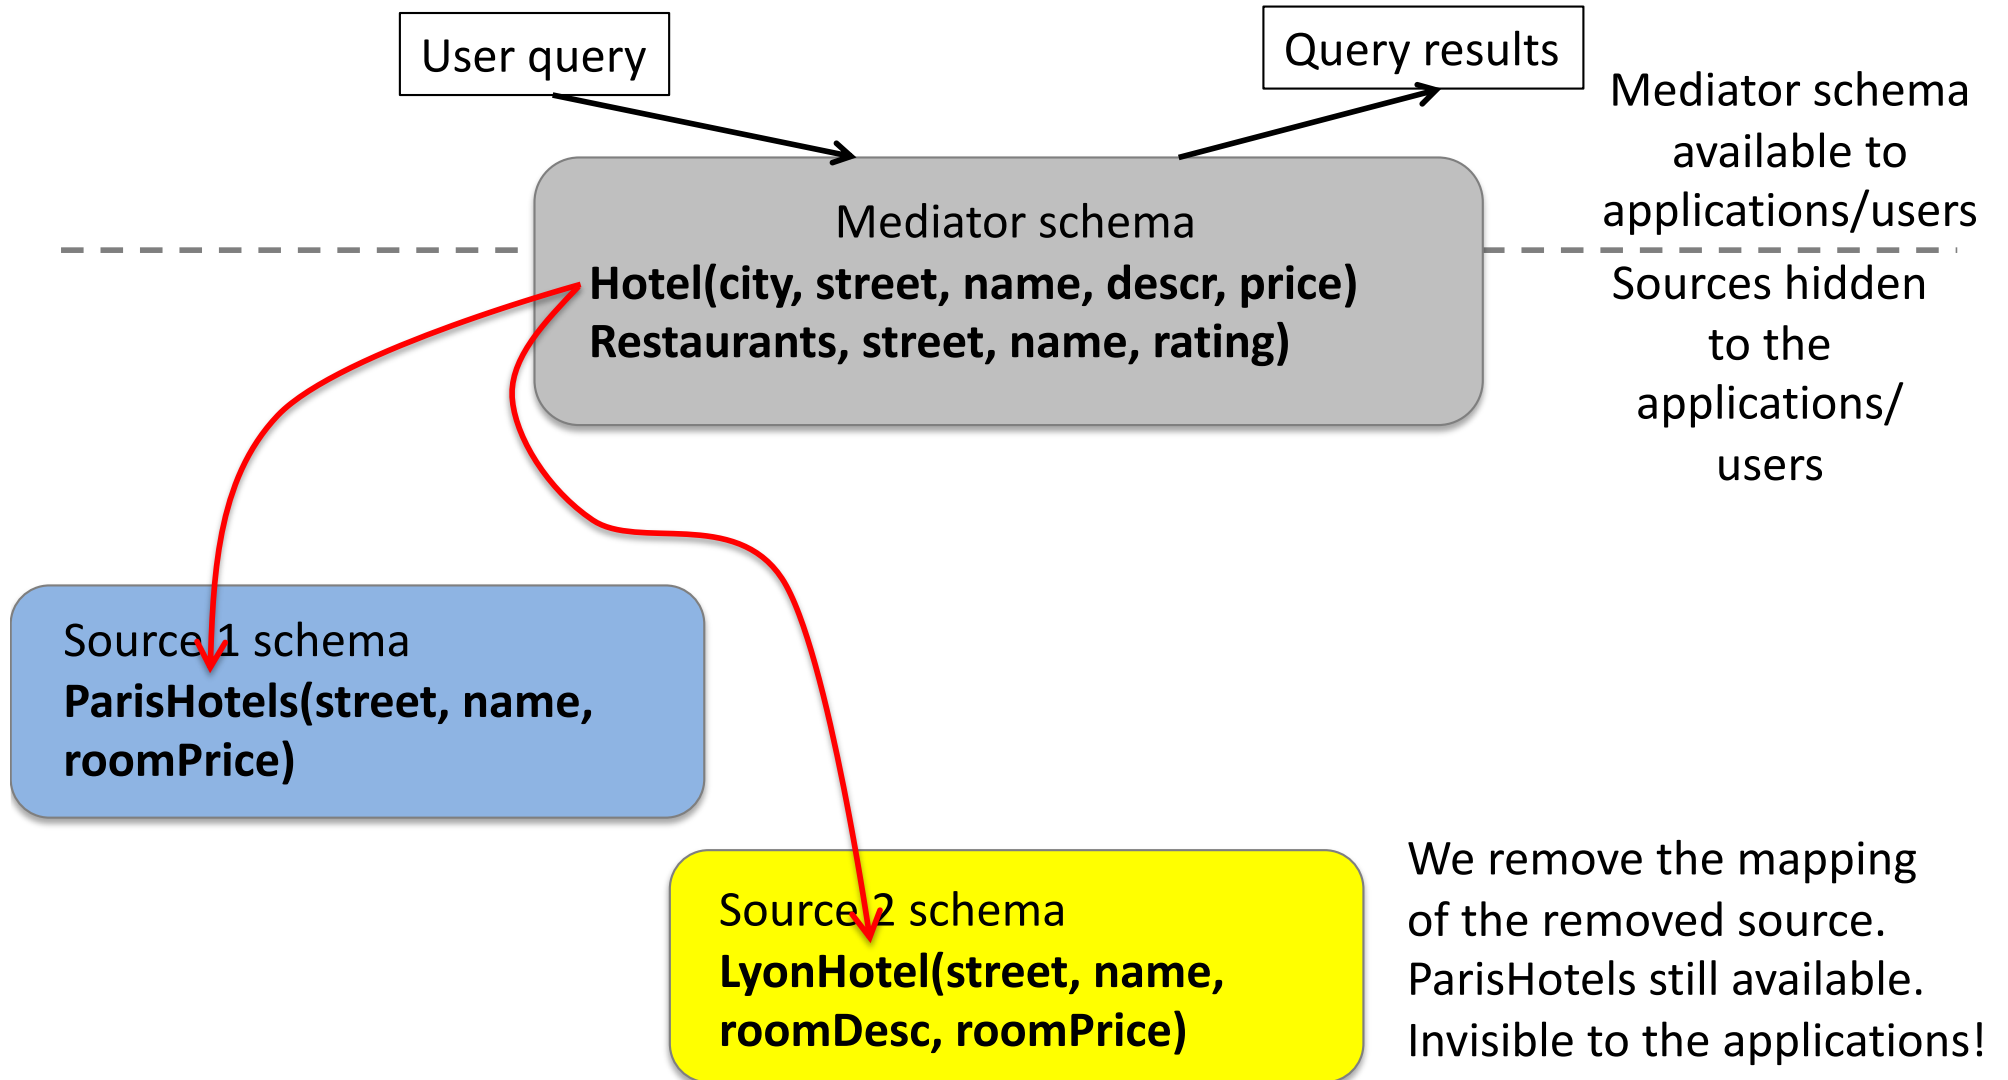 User query
Query results
Mediator schema
available to
applications/users
Mediator schema
Hotel(city, street, name, descr, price)
Restaurants, street, name, rating)
Sources hidden
to the
applications/
users
Source 1 schema
ParisHotels(street, name,
roomPrice)
Source 2 schema
LyonHotel(street, name,
roomDesc, roomPrice)
We remove the mapping
of the removed source.
ParisHotels still available.
Invisible to the applications!